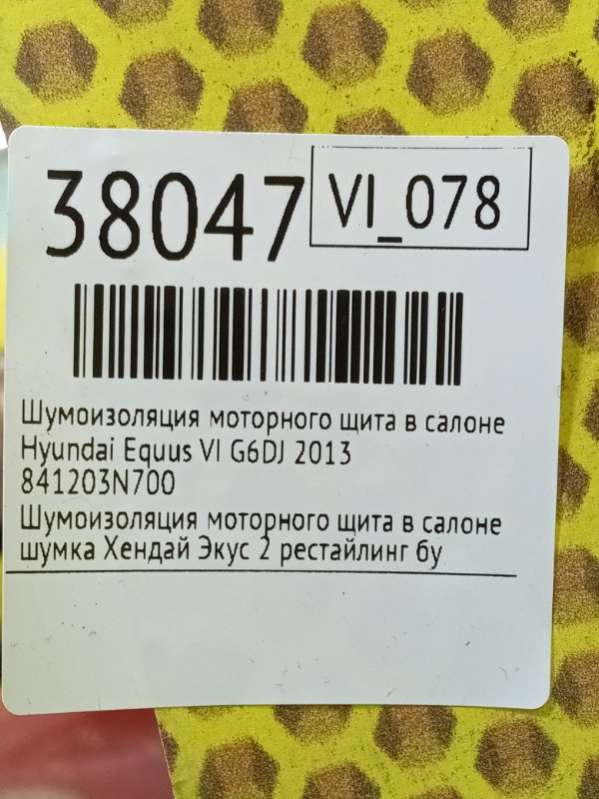 38047
VI_078
Шумоизоляция моторного щита в салоне
Hyundai Equus VI G6DJ 2013
841203N700
Шумоизоляция моторного щита в салоне
шумка Хендай Экус 2 рестайлинг бу